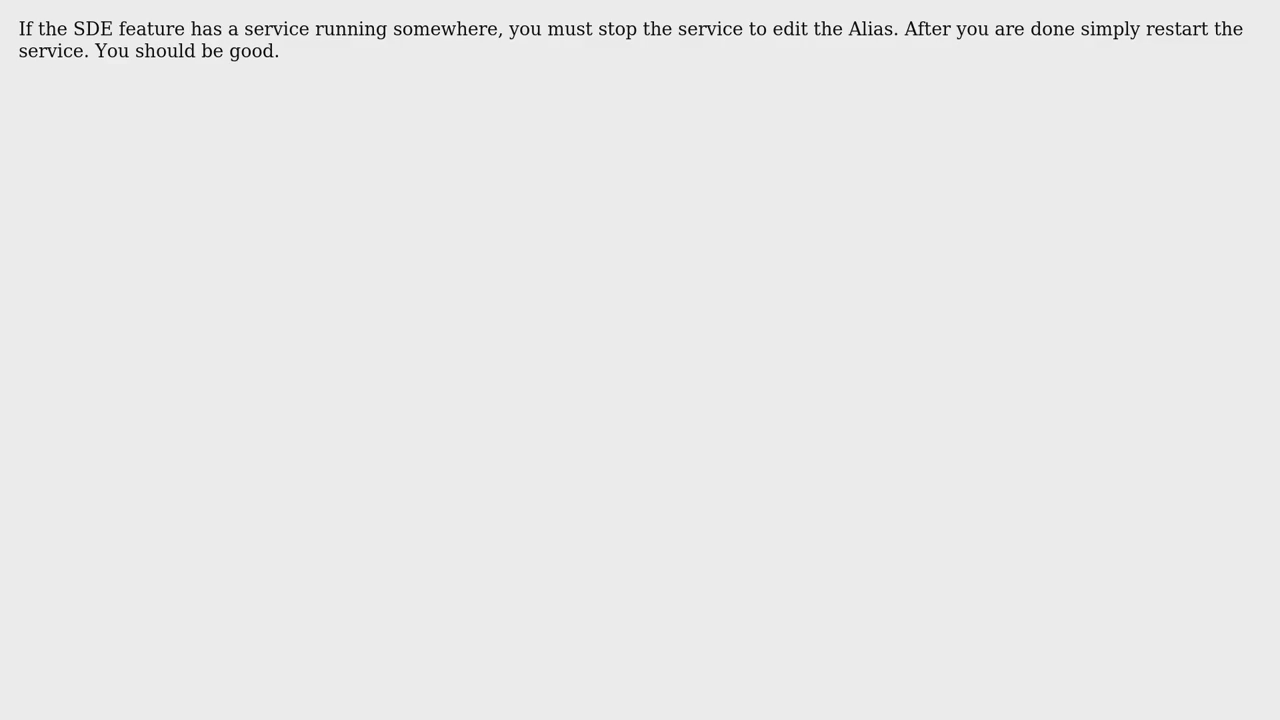 If the SDE feature has a service running somewhere, you must stop the service to edit the Alias. After you are done simply restart the
service. You should be good.